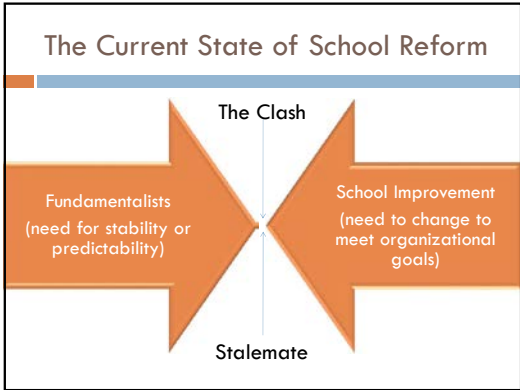 The Current State of School Reform
The Clash
Fundamentalists
(need for stability or
predictability)
School Improvement
(need to change to
meet organizational
goals)
Stalemate